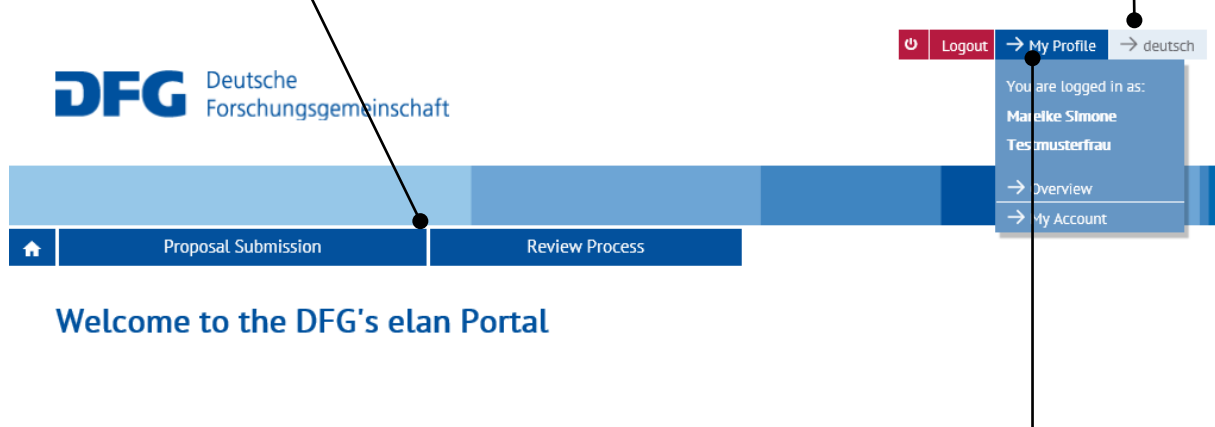 Logout → My Profile → deutsch
DFG Deutsche
Forschungsgemeinschaft
You are logged in as:
Mareike Simone
Testmusterfrau
→ Overview
→ My Account
Proposal Submission Review Process
Welcome to the DFG's elan Portal